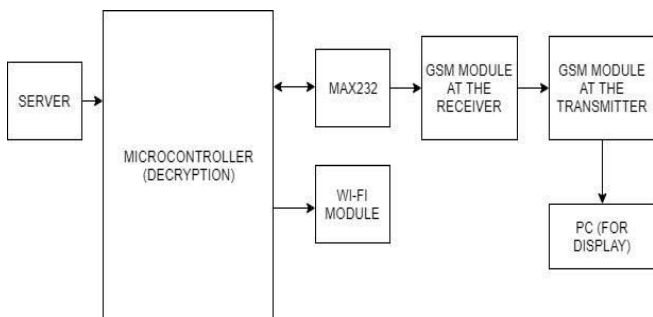 SERVER
MICROCONTROLLER
(DECRYPTION)
MAX232
GSM MODULE
AT THE
RECEIVER
GSM MODULE
AT THE
TRANSMITTER
WI-FI
MODULE
PC (FOR
DISPLAY)